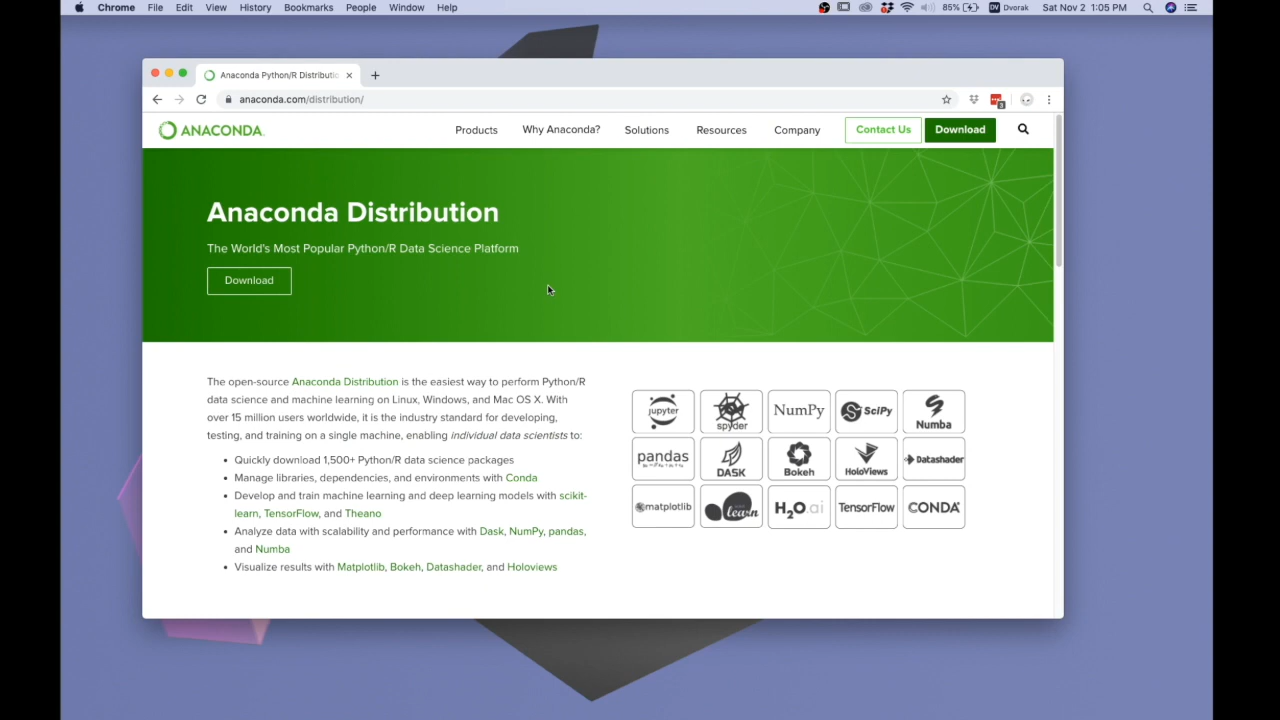 Chrome File Edit View History Bookmarks People Window Help 85% DV Dvorak Sat Nov 2 1:05 PM
Anaconda Python/R Distributio
anaconda.com/distribution/ 3
ANACONDA. Products Why Anaconda? Solutions Resources Company Contact Us Download
Anaconda Distribution
The World's Most Popular Python/R Data Science Platform
Download
The open-source Anaconda Distribution is the easiest way to perform Python/R
data science and machine learning on Linux, Windows, and Mac OS X. With
over 15 million users worldwide, it is the industry standard for developing,
testing, and training on a single machine, enabling individual data scientists to:
• Quickly download 1,500+ Python/R data science packages
• Manage libraries, dependencies, and environments with Conda
• Develop and train machine learning and deep learning models with scikit-
learn, TensorFlow, and Theano
• Analyze data with scalability and performance with Dask, NumPy, pandas,
and Numba
• Visualize results with Matplotlib, Bokeh, Datashader, and Holoviews
jupyter spyder NumPy SciPy Numba
pandas DASK Bokeh HoloViews Datashader
matplotlib learn H2O.ai TensorFlow CONDA